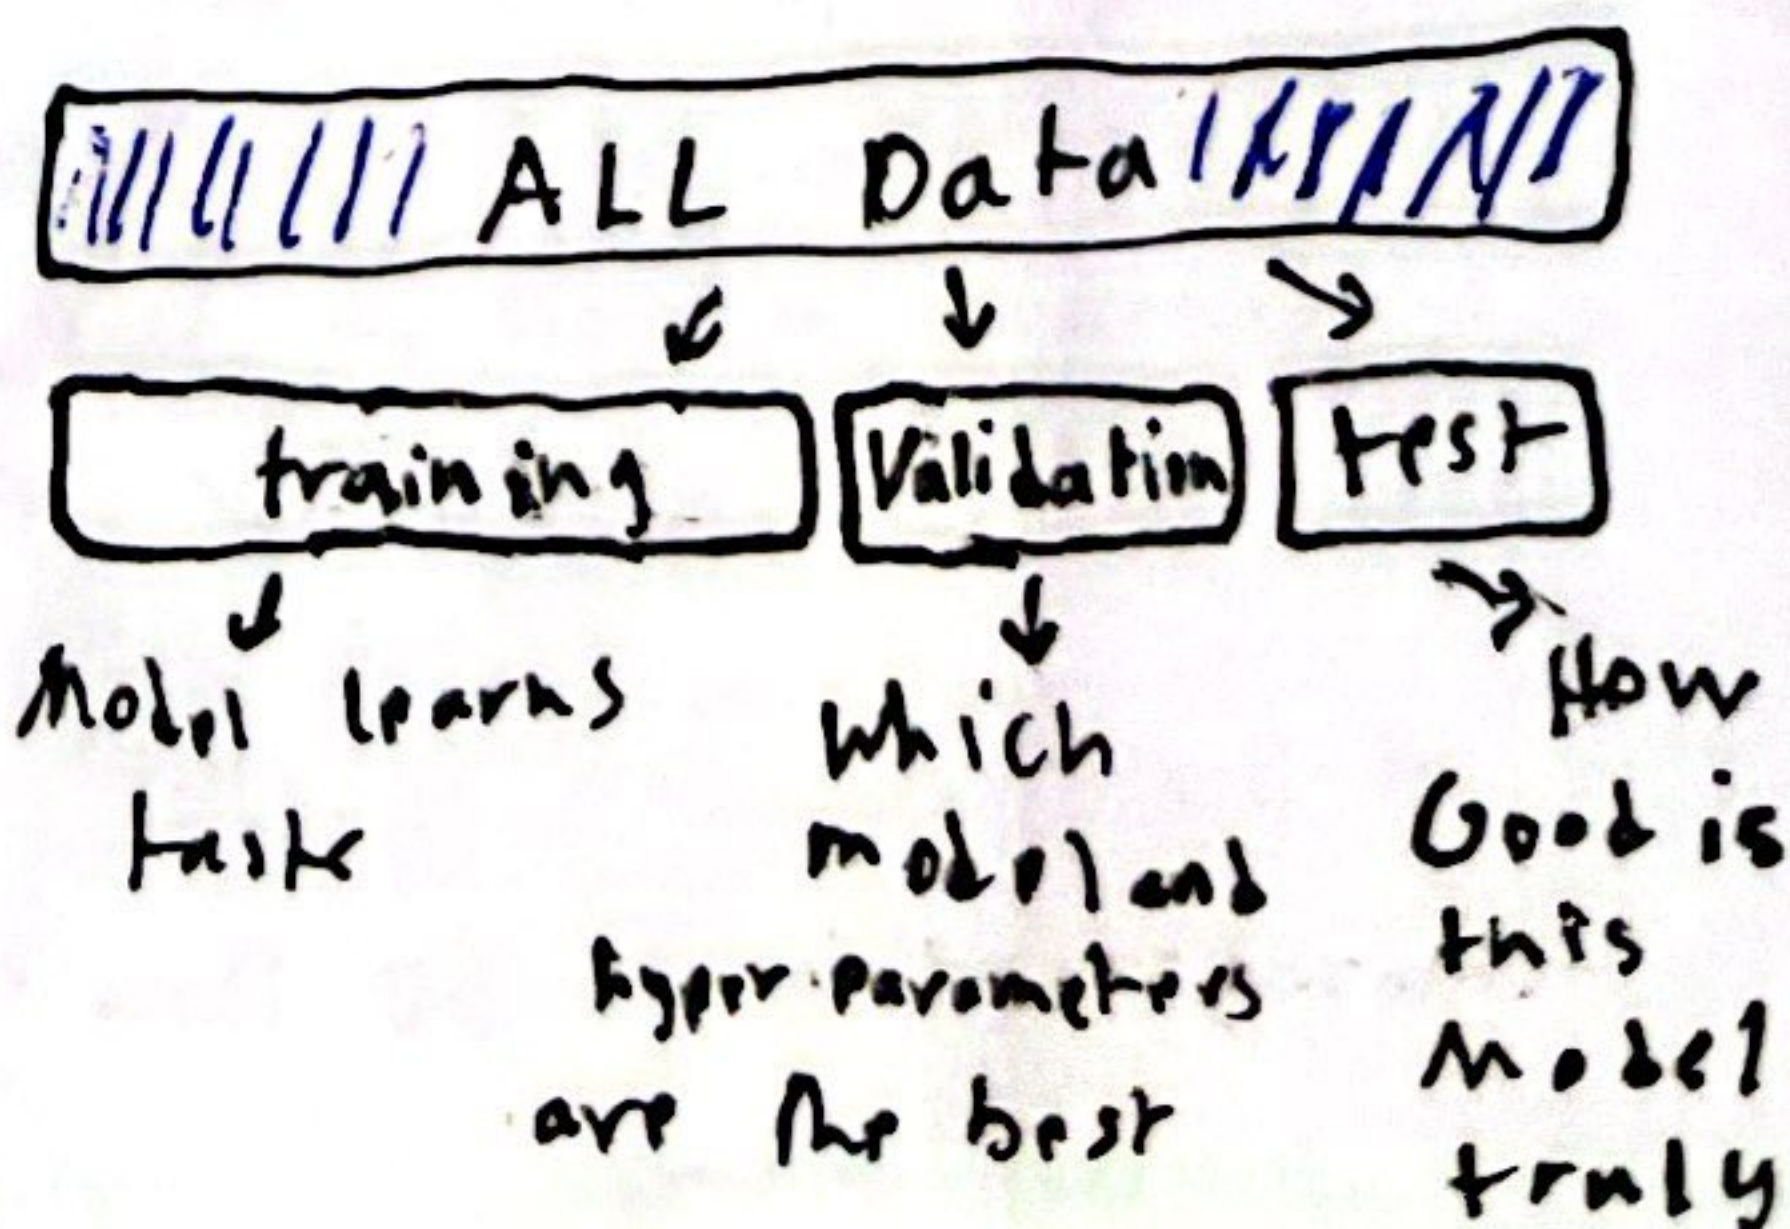 ALL Data
training
Validation
test
Model learns
task
which
model and
hyper.parameters
are the best
How
Good is
this
Model
truly